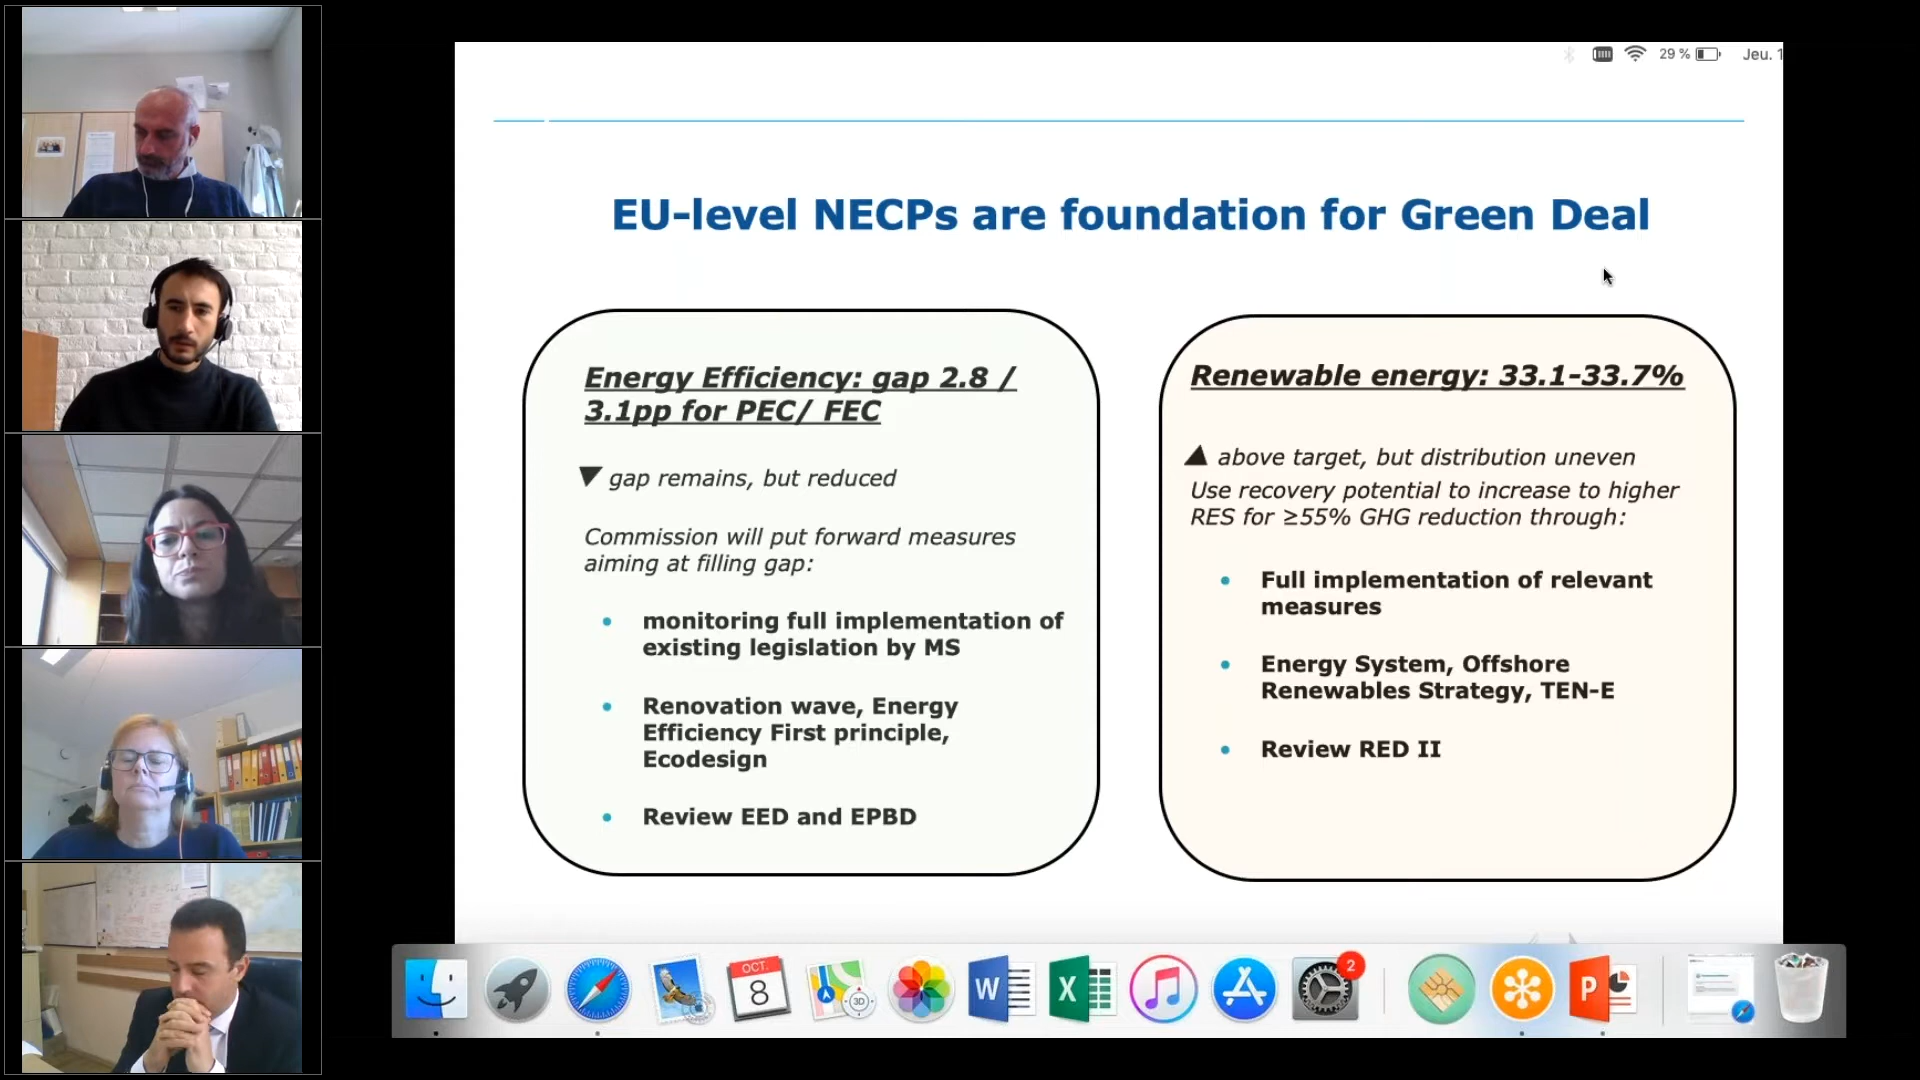 29 %
Jeu. 1
EU-level NECPs are foundation for Green Deal
Energy Efficiency: gap 2.8 /
3.1pp for PEC/ FEC
▼ gap remains, but reduced
Commission will put forward measures
aiming at filling gap:
• monitoring full implementation of
existing legislation by MS
• Renovation wave, Energy
Efficiency First principle,
Ecodesign
• Review EED and EPBD
Renewable energy: 33.1-33.7%
▲ above target, but distribution uneven
Use recovery potential to increase to higher
RES for ≥55% GHG reduction through:
• Full implementation of relevant
measures
• Energy System, Offshore
Renewables Strategy, TEN-E
• Review RED II
OCT.
8
3D
W
X
2
P